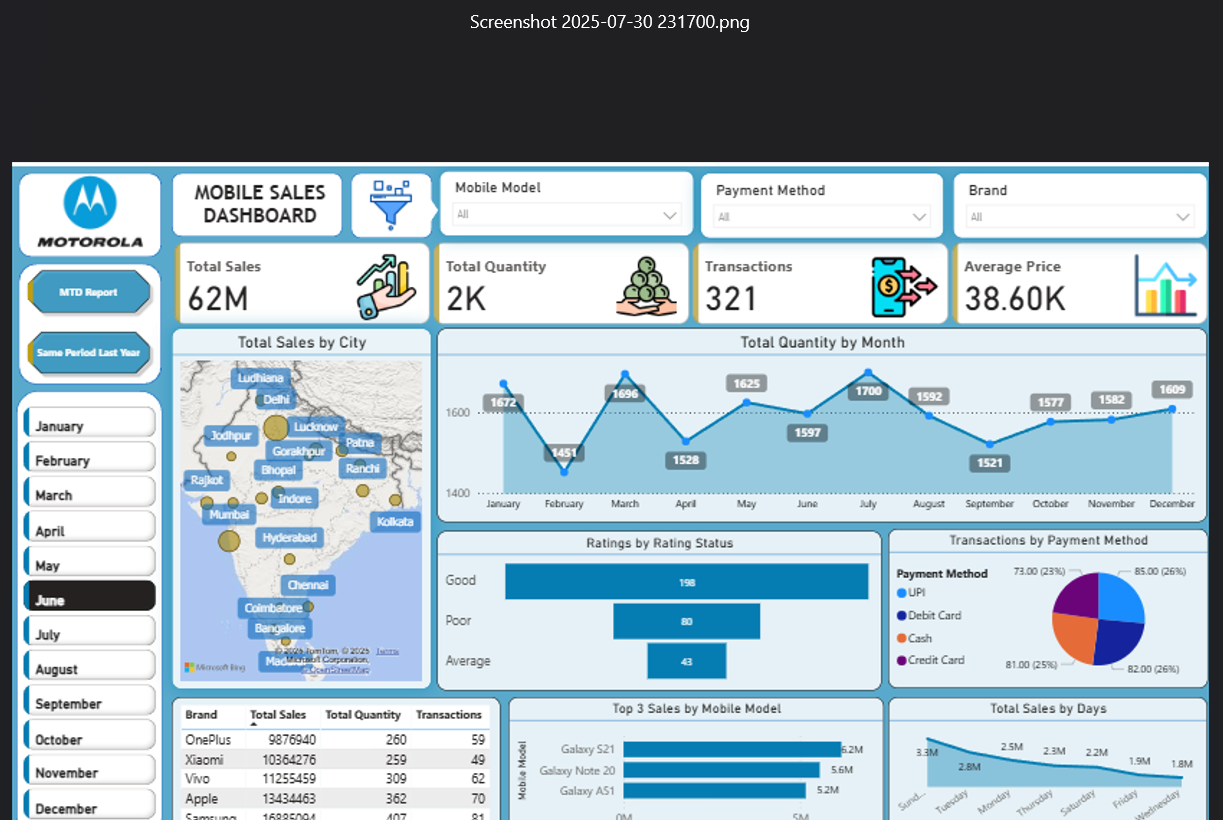 Screenshot 2025-07-30 231700.png
MOTOROLA
MOBILE SALES
DASHBOARD
Mobile Model
All
Payment Method
All
Brand
All
MTD Report
Same Period Last Year
Total Sales
62M
Total Quantity
2K
Transactions
321
Average Price
38.60K
January
February
March
April
May
June
July
August
September
October
November
December
Total Sales by City
Ludhiana
Delhi
Jodhpur
Lucknow
Patna
Gorakhpur
Bhopal
Ranchi
Rajkot
Indore
Mumbai
Kolkata
Hyderabad
Chennai
Coimbatore
Bangalore
© 2025 TomTom, © 2025
Microsoft Corporation,
© OpenStreetMap
Terms
Microsoft Bing
Total Quantity by Month
1600
1400
1672
1451
1696
1528
1625
1597
1700
1592
1521
1577
1582
1609
January February March April May June July August September October November December
Ratings by Rating Status
Good 198
Poor 80
Average 43
Transactions by Payment Method
Payment Method
UPI
Debit Card
Cash
Credit Card
73.00 (23%)
85.00 (26%)
81.00 (25%)
82.00 (26%)
Brand Total Sales Total Quantity Transactions
OnePlus 9876940 260 59
Xiaomi 10364276 259 49
Vivo 11255459 309 62
Apple 13434463 362 70
Samsung 16885094 407 81
Top 3 Sales by Mobile Model
Mobile Model
Galaxy S21 6.2M
Galaxy Note 20 5.6M
Galaxy A51 5.2M
0M 5M
Total Sales by Days
3.3M
2.8M
2.5M
2.3M
2.2M
1.9M
1.8M
Sund... Tuesday Monday Thursday Saturday Friday Wednesday